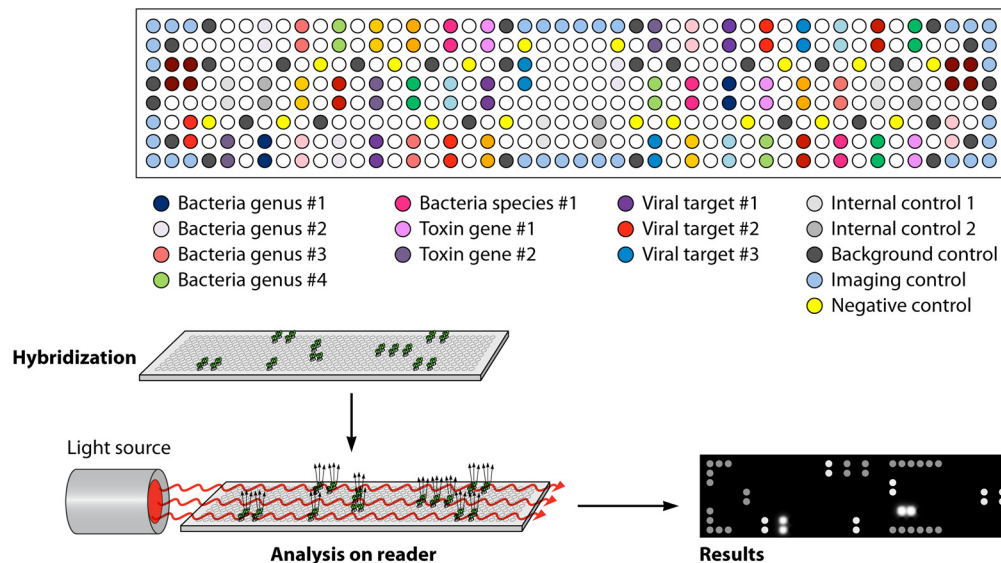 Bacteria genus #1
Bacteria genus #2
Bacteria genus #3
Bacteria genus #4
Bacteria species #1
Toxin gene #1
Toxin gene #2
Viral target #1
Viral target #2
Viral target #3
Internal control 1
Internal control 2
Background control
Imaging control
Negative control
Hybridization
Light source
Analysis on reader
Results